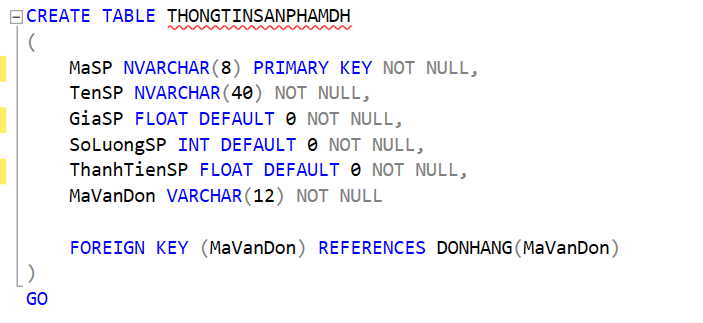 CREATE TABLE THONGTINSANPHAMDH
(
MaSP NVARCHAR(8) PRIMARY KEY NOT NULL,
TenSP NVARCHAR(40) NOT NULL,
GiaSP FLOAT DEFAULT 0 NOT NULL,
SoLuongSP INT DEFAULT 0 NOT NULL,
ThanhTienSP FLOAT DEFAULT 0 NOT NULL,
MaVanDon VARCHAR(12) NOT NULL
FOREIGN KEY (MaVanDon) REFERENCES DONHANG(MaVanDon)
)
GO